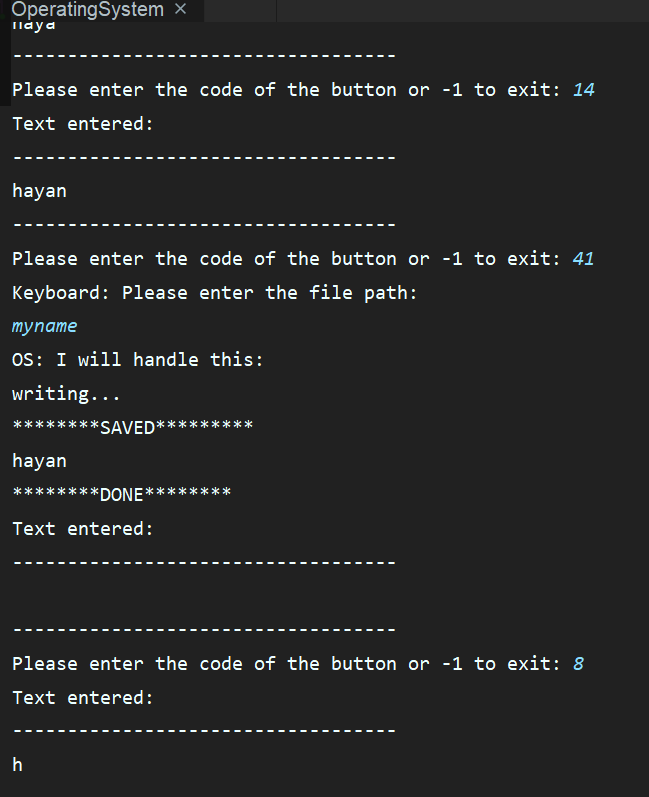 OperatingSystem ×
haya
-----------------------------------
Please enter the code of the button or -1 to exit: 14
Text entered:
-----------------------------------
hayan
-----------------------------------
Please enter the code of the button or -1 to exit: 41
Keyboard: Please enter the file path:
myname
OS: I will handle this:
writing...
********SAVED*********
hayan
********DONE********
Text entered:
-----------------------------------
-----------------------------------
Please enter the code of the button or -1 to exit: 8
Text entered:
-----------------------------------
h